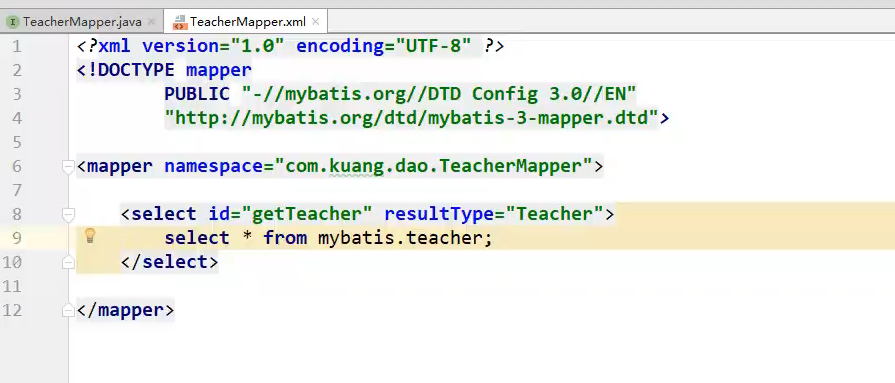 TeacherMapper.java × TeacherMapper.xml ×
1 <?xml version="1.0" encoding="UTF-8" ?>
2 <!DOCTYPE mapper
3 PUBLIC "-//mybatis.org//DTD Config 3.0//EN"
4 "http://mybatis.org/dtd/mybatis-3-mapper.dtd">
5
6 <mapper namespace="com.kuang.dao.TeacherMapper">
7
8 <select id="getTeacher" resultType="Teacher">
9 select * from mybatis.teacher;
10 </select>
11
12 </mapper>